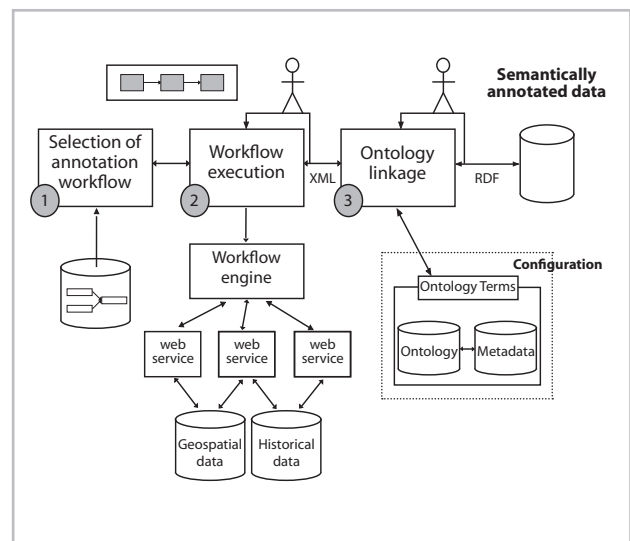 Semantically
annotated data
Selection of
annotation
workflow
1
Workflow
execution
2
XML
Ontology
linkage
3
RDF
Workflow
engine
Configuration
Ontology Terms
Ontology
Metadata
web
service
web
service
web
service
Geospatial
data
Historical
data